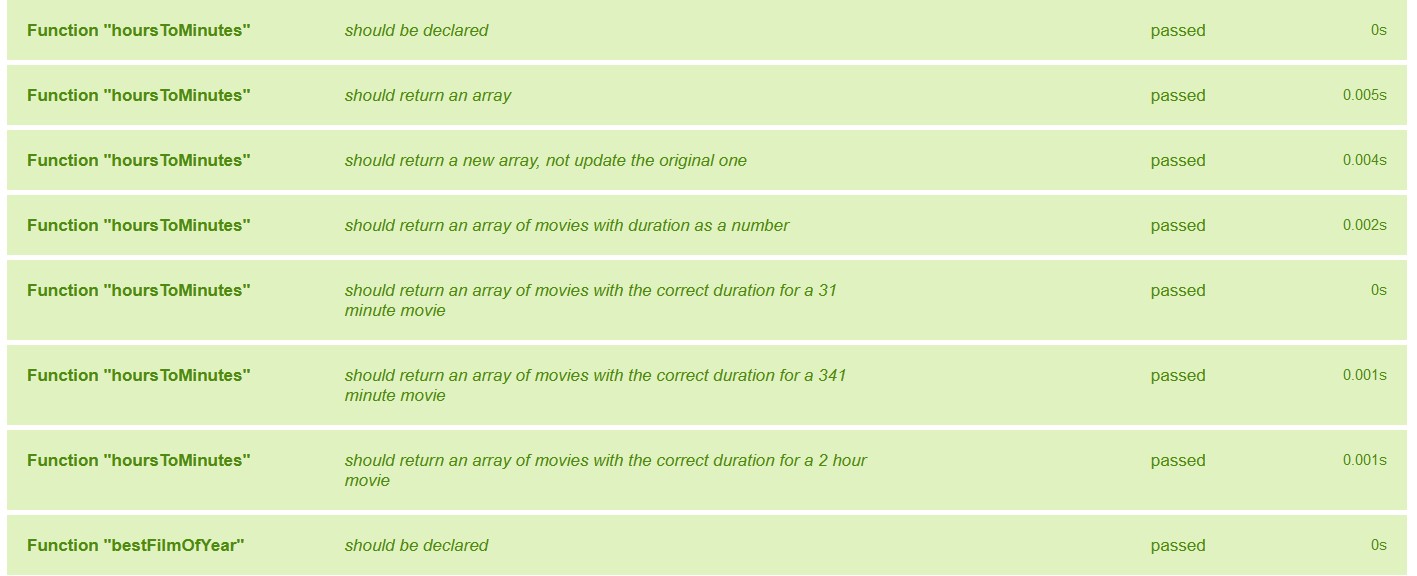 Function "hoursToMinutes" should be declared passed 0s
Function "hoursToMinutes" should return an array passed 0.005s
Function "hoursToMinutes" should return a new array, not update the original one passed 0.004s
Function "hoursToMinutes" should return an array of movies with duration as a number passed 0.002s
Function "hoursToMinutes" should return an array of movies with the correct duration for a 31 passed 0s
minute movie
Function "hoursToMinutes" should return an array of movies with the correct duration for a 341 passed 0.001s
minute movie
Function "hoursToMinutes" should return an array of movies with the correct duration for a 2 hour passed 0.001s
movie
Function "bestFilmOfYear" should be declared passed 0s